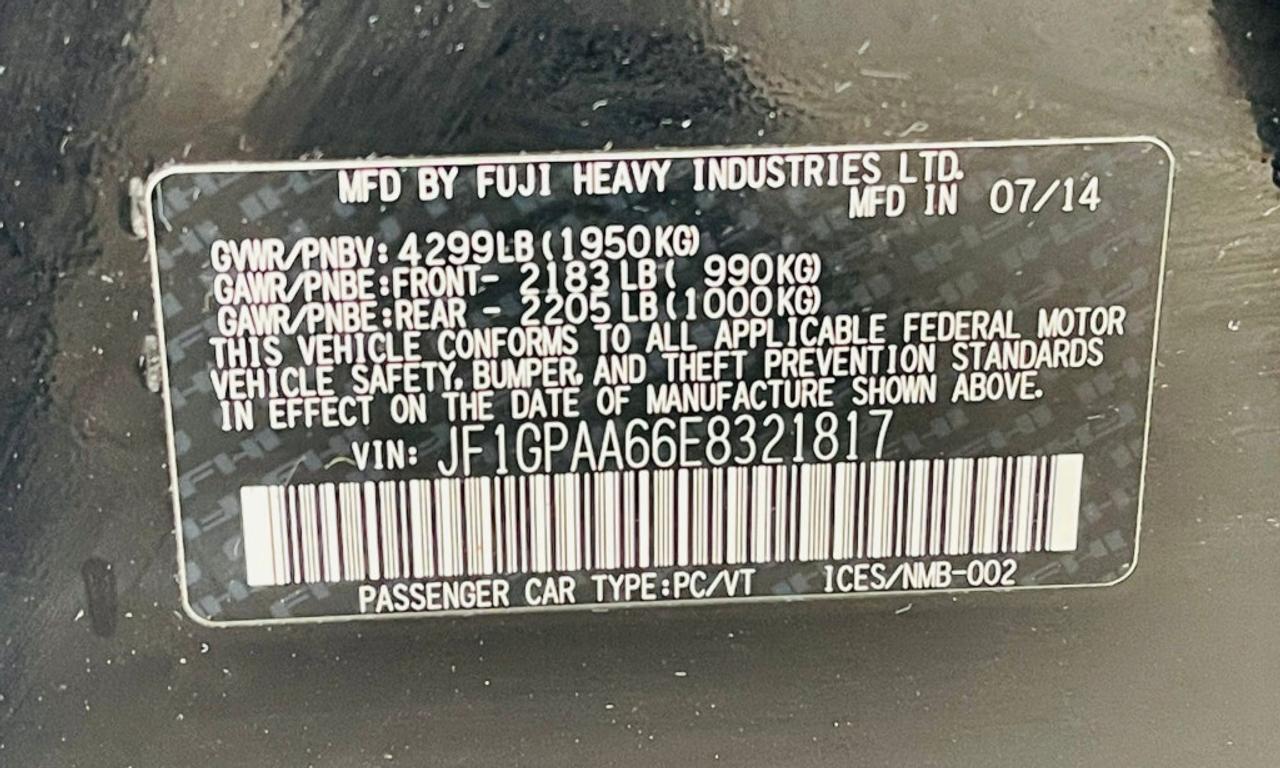 MFD BY FUJI HEAVY INDUSTRIES LTD.
MFD IN 07/14
GVWR/PNBV: 4299LB (1950KG)
GAWR/PNBE:FRONT- 2183 LB ( 990KG)
GAWR/PNBE:REAR - 2205 LB (1000KG)
THIS VEHICLE CONFORMS TO ALL APPLICABLE FEDERAL MOTOR
VEHICLE SAFETY, BUMPER, AND THEFT PREVENTION STANDARDS
IN EFFECT ON THE DATE OF MANUFACTURE SHOWN ABOVE.
VIN: JF1GPAA66E8321817
PASSENGER CAR TYPE:PC/VT ICES/NMB-002